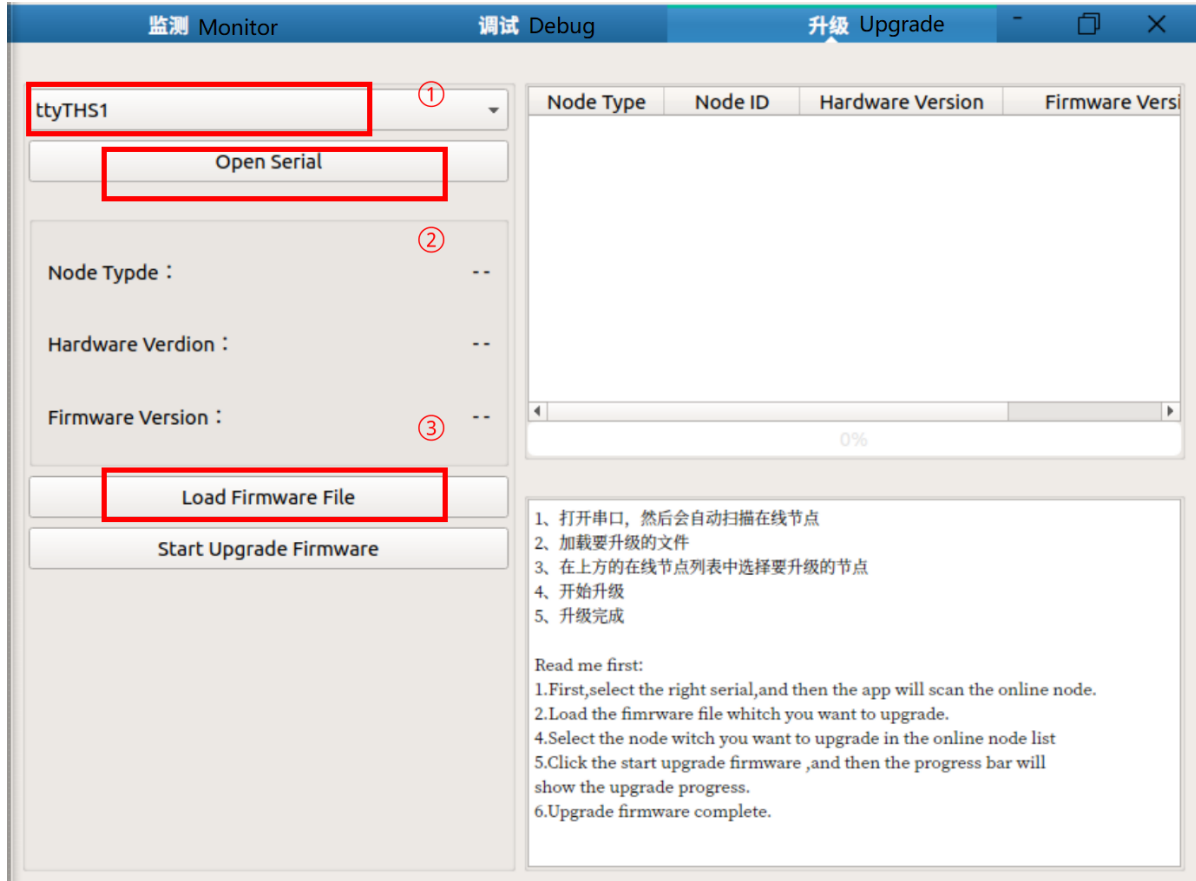 监测 Monitor
调试 Debug
升级 Upgrade
ttyTHS1
①
Open Serial
②
Node Typde：
--
Hardware Verdion：
--
Firmware Version：
--
③
Load Firmware File
Start Upgrade Firmware
Node Type
Node ID
Hardware Version
Firmware Versi
0%
1、打开串口，然后会自动扫描在线节点
2、加载要升级的文件
3、在上方的在线节点列表中选择要升级的节点
4、开始升级
5、升级完成
Read me first:
1.First,select the right serial,and then the app will scan the online node.
2.Load the fimrware file whitch you want to upgrade.
4.Select the node witch you want to upgrade in the online node list
5.Click the start upgrade firmware ,and then the progress bar will
show the upgrade progress.
6.Upgrade firmware complete.